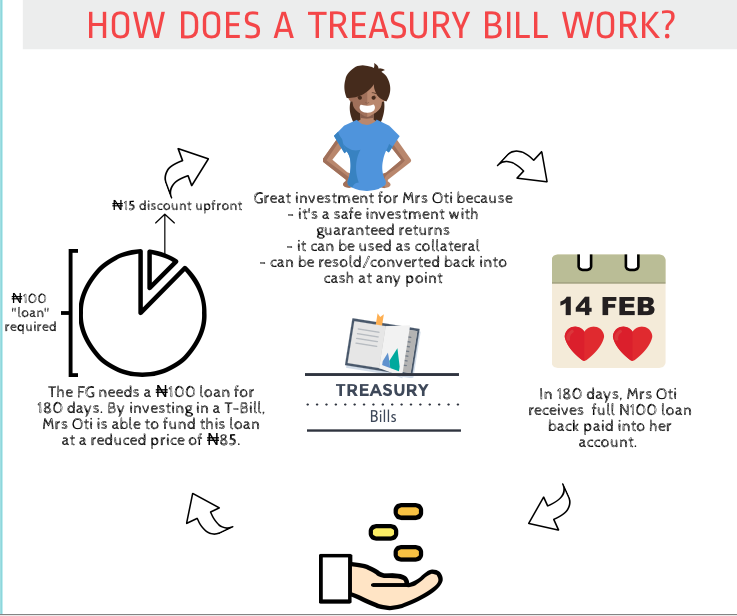 HOW DOES A TREASURY BILL WORK?
₦15 discount upfront
Great investment for Mrs Oti because
- it's a safe investment with
guaranteed returns
- it can be used as collateral
- can be resold/converted back into
cash at any point
₦100
"loan"
required
14 FEB
The FG needs a ₦100 loan for
180 days. By investing in a T-Bill,
Mrs Oti is able to fund this loan
at a reduced price of ₦85.
TREASURY
Bills
In 180 days, Mrs Oti
receives full N100 loan
back paid into her
account.